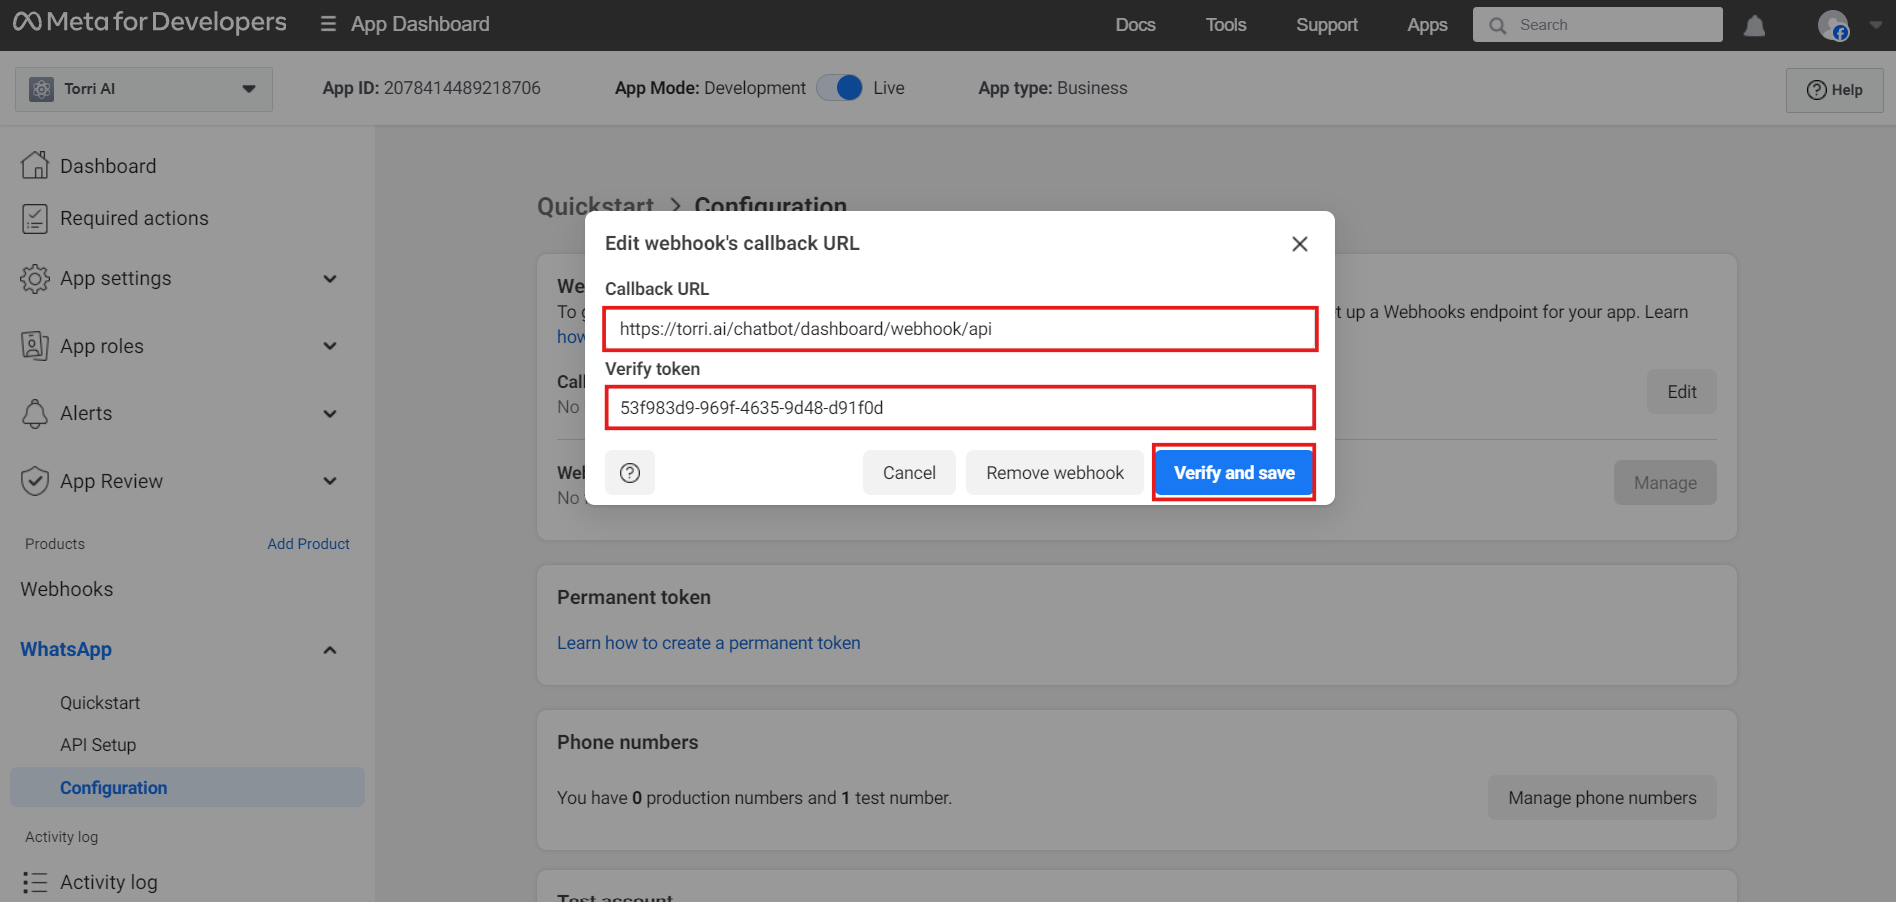 Meta for Developers
App Dashboard
Docs
Tools
Support
Apps
Search
Torri AI
App ID: 2078414489218706
App Mode: Development
Live
App type: Business
Help
Dashboard
Required actions
App settings
App roles
Alerts
App Review
Products
Add Product
Webhooks
WhatsApp
Quickstart
API Setup
Configuration
Activity log
Activity log
Quickstart > Configuration
t up a Webhooks endpoint for your app. Learn
how
No
Edit
No
Manage
Edit webhook's callback URL
Callback URL
https://torri.ai/chatbot/dashboard/webhook/api
Verify token
53f983d9-969f-4635-9d48-d91f0d
Cancel
Remove webhook
Verify and save
Permanent token
Learn how to create a permanent token
Phone numbers
You have 0 production numbers and 1 test number.
Manage phone numbers
Test account